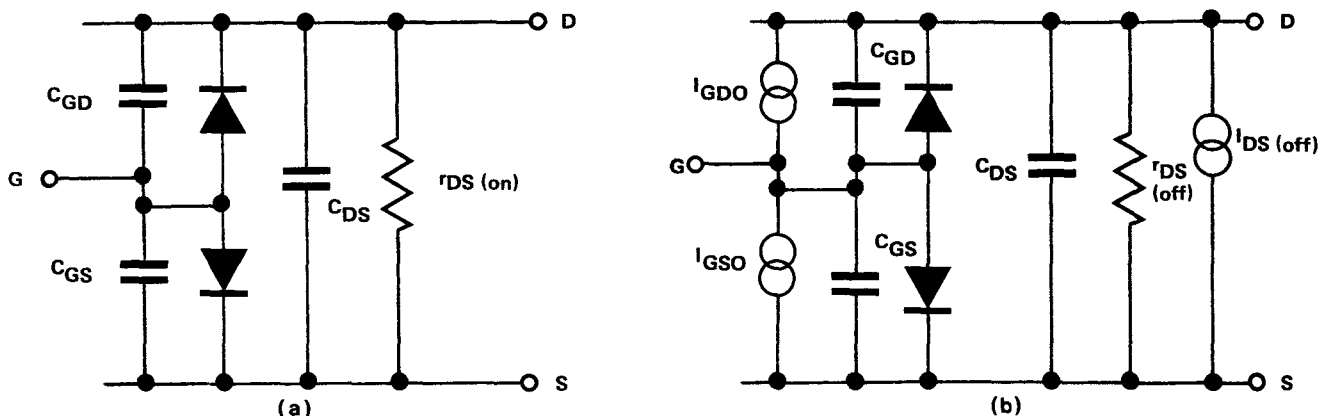 D
C_GD
G
r_DS (on)
C_DS
C_GS
S
(a)
D
C_GD
I_GDO
I_DS (off)
G
C_DS
r_DS
(off)
C_GS
I_GSO
S
(b)